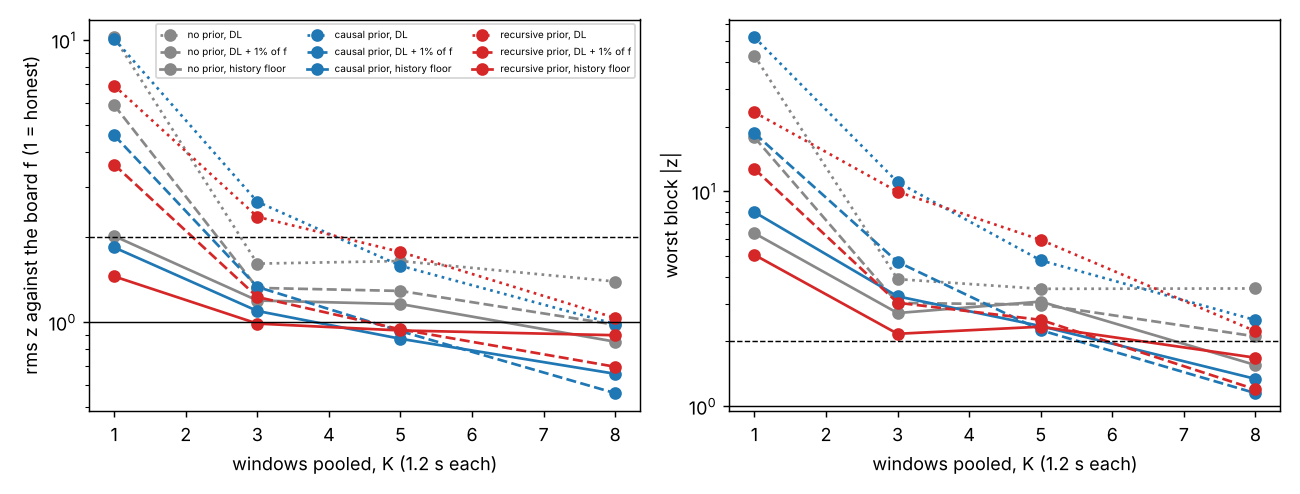 rms z against the board f (1 = honest)
10¹
10⁰
no prior, DL
no prior, DL + 1% of f
no prior, history floor
causal prior, DL
causal prior, DL + 1% of f
causal prior, history floor
recursive prior, DL
recursive prior, DL + 1% of f
recursive prior, history floor
1 2 3 4 5 6 7 8
windows pooled, K (1.2 s each)
worst block |z|
10¹
10⁰
1 2 3 4 5 6 7 8
windows pooled, K (1.2 s each)